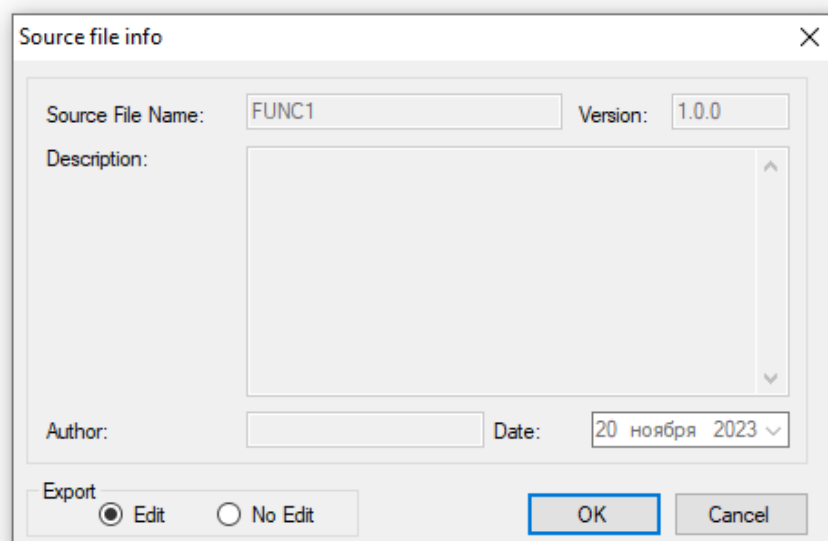 Source file info
Source File Name: FUNC1 Version: 1.0.0
Description:
Author: Date: 20 ноября 2023
Export
Edit No Edit OK Cancel